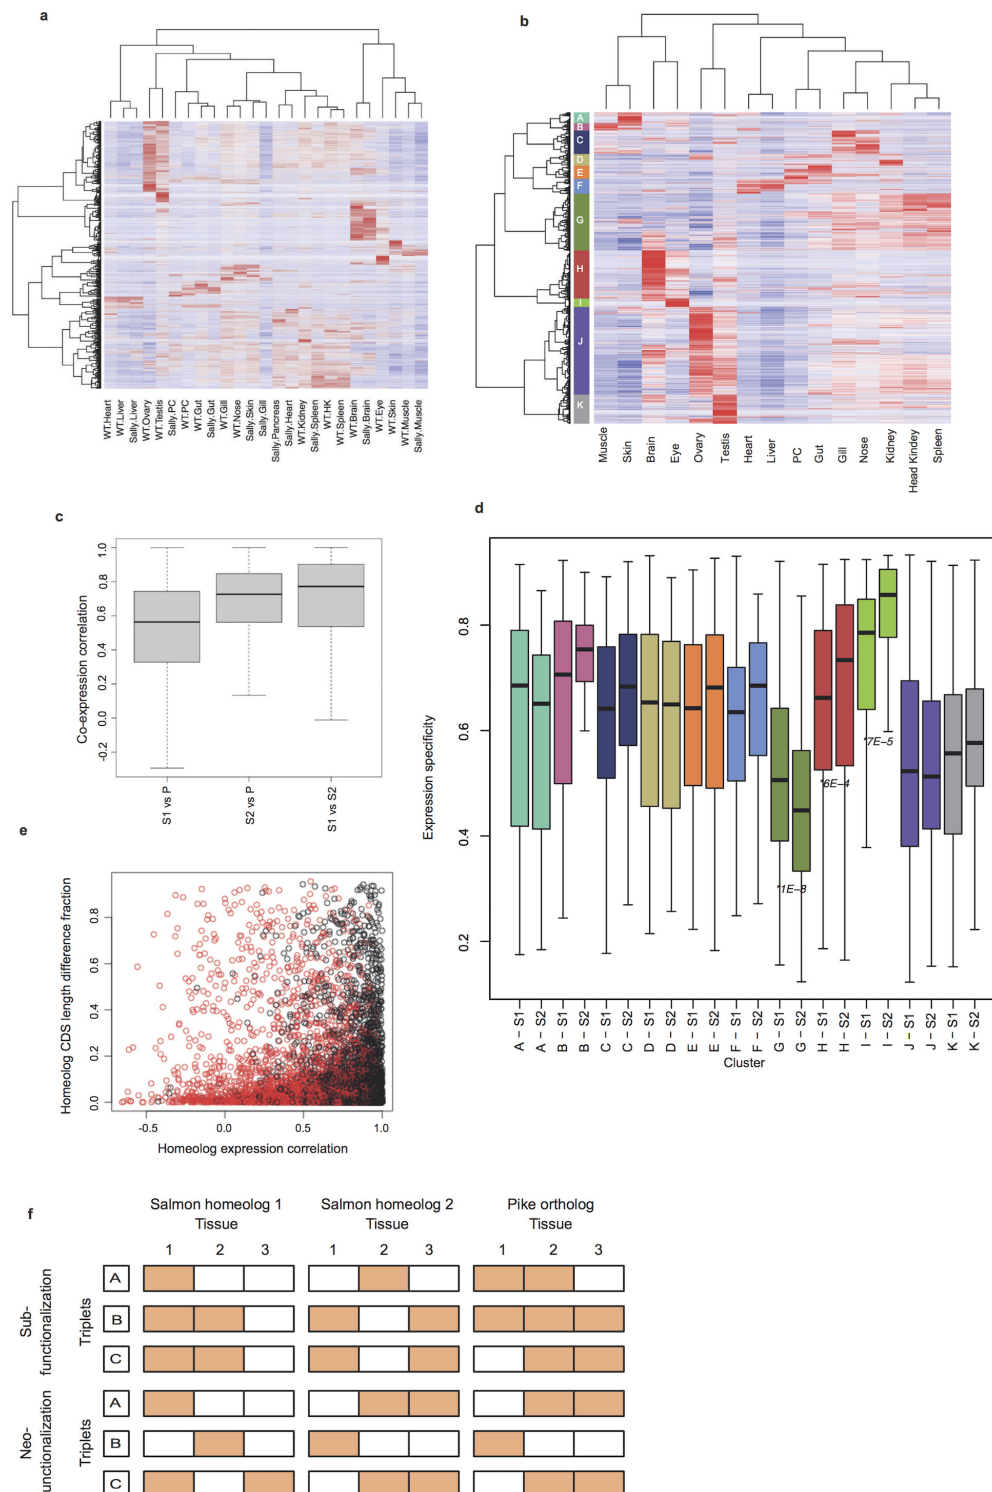 a
WT.Heart
WT.Liver
Sally.Liver
WT.Ovary
WT.Testis
Sally.PC
WT.PC
WT.Gut
Sally.Gut
WT.Gill
WT.Nose
Sally.Skin
Sally.Gill
Sally.Pancreas
Sally.Heart
WT.Kidney
Sally.Spleen
WT.HK
WT.Spleen
WT.Brain
Sally.Brain
WT.Eye
WT.Skin
WT.Muscle
Sally.Muscle
b
A
B
C
D
E
F
G
H
I
J
K
Muscle
Skin
Brain
Eye
Ovary
Testis
Heart
Liver
PC
Gut
Gill
Nose
Kidney
Head Kindey
Spleen
c
Co-expression correlation
1.0
0.8
0.6
0.4
0.2
0.0
-0.2
S1 vs P
S2 vs P
S1 vs S2
d
Expression specificity
0.8
0.6
0.4
0.2
*1E-8
*6E-4
*7E-5
A - S1
A - S2
B - S1
B - S2
C - S1
C - S2
D - S1
D - S2
E - S1
E - S2
F - S1
F - S2
G - S1
G - S2
H - S1
H - S2
I - S1
I - S2
J - S1
J - S2
K - S1
K - S2
Cluster
e
Homeolog CDS length difference fraction
0.8
0.6
0.4
0.2
0.0
-0.5 0.0 0.5 1.0
Homeolog expression correlation
f
Salmon homeolog 1 Salmon homeolog 2 Pike ortholog
Tissue Tissue Tissue
1 2 3 1 2 3 1 2 3
Sub-
functionalization
Triplets
A
B
C
Neo-
unctionalization
Triplets
A
B
C